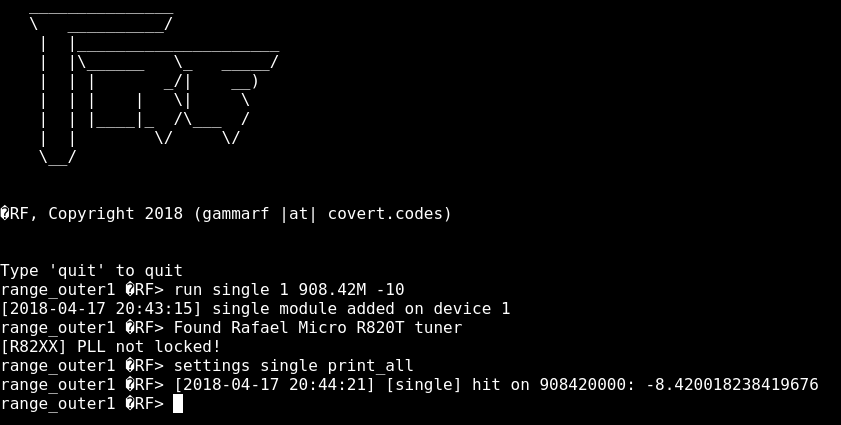 �RF, Copyright 2018 (gammarf |at| covert.codes)
Type 'quit' to quit
range_outer1 �RF> run single 1 908.42M -10
[2018-04-17 20:43:15] single module added on device 1
range_outer1 �RF> Found Rafael Micro R820T tuner
[R82XX] PLL not locked!
range_outer1 �RF> settings single print_all
range_outer1 �RF> [2018-04-17 20:44:21] [single] hit on 908420000: -8.420018238419676
range_outer1 �RF>